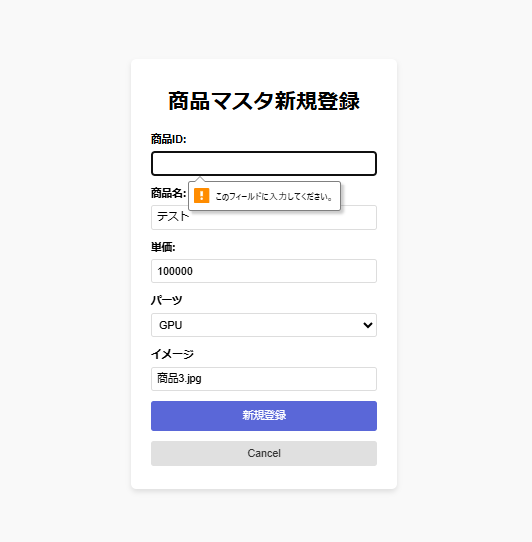 商品マスタ新規登録
商品ID:
このフィールドに入力してください。
商品名:
テスト
単価:
100000
パーツ
GPU
イメージ
商品3.jpg
新規登録
Cancel